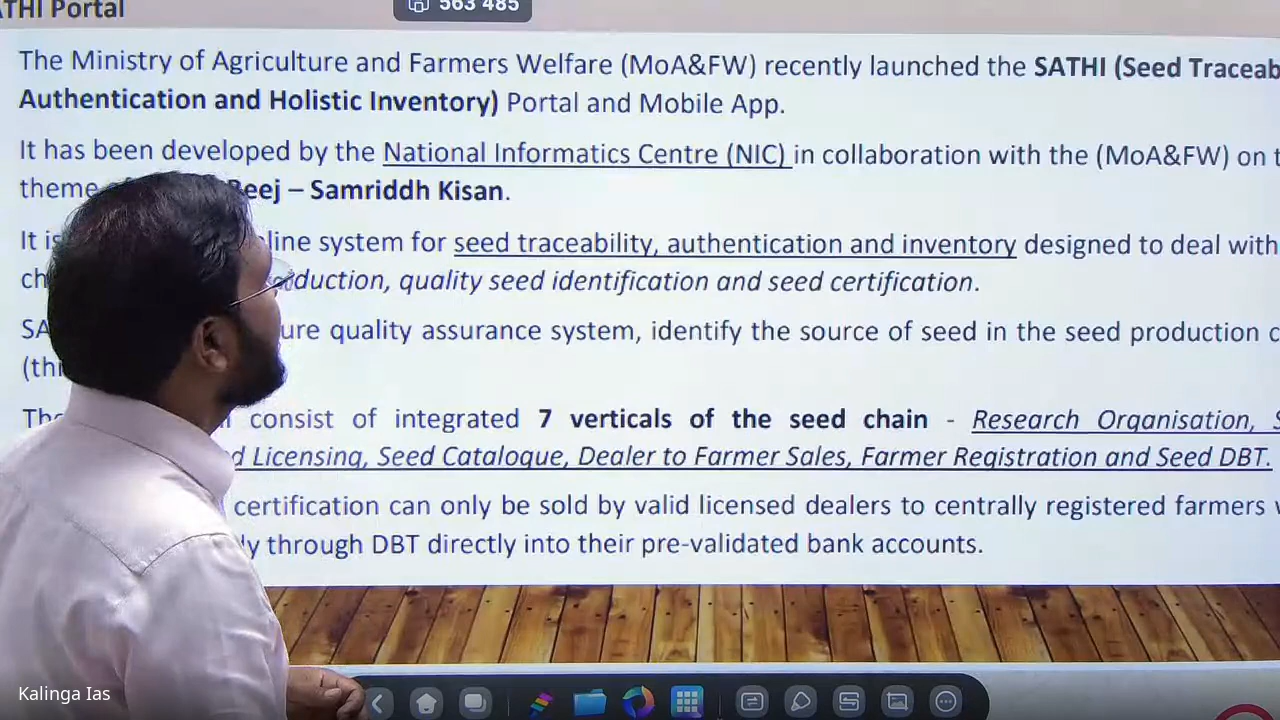 THI Portal
563 485
The Ministry of Agriculture and Farmers Welfare (MoA&FW) recently launched the SATHI (Seed Traceab
Authentication and Holistic Inventory) Portal and Mobile App.
It has been developed by the National Informatics Centre (NIC) in collaboration with the (MoA&FW) on t
theme Beej – Samriddh Kisan.
It is line system for seed traceability, authentication and inventory designed to deal with
ch duction, quality seed identification and seed certification.
SA ure quality assurance system, identify the source of seed in the seed production c
(thr
The consist of integrated 7 verticals of the seed chain - Research Organisation, S
d Licensing, Seed Catalogue, Dealer to Farmer Sales, Farmer Registration and Seed DBT.
certification can only be sold by valid licensed dealers to centrally registered farmers w
ly through DBT directly into their pre-validated bank accounts.
Kalinga Ias